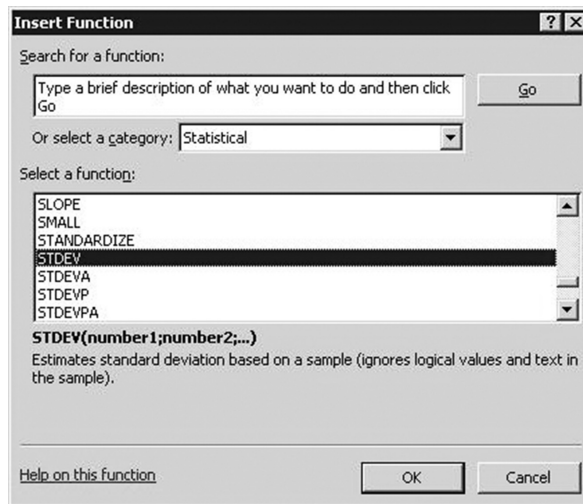 Insert Function
Search for a function:
Type a brief description of what you want to do and then click
Go
Go
Or select a category: Statistical
Select a function:
SLOPE
SMALL
STANDARDIZE
STDEV
STDEVA
STDEVP
STDEVPA
STDEV(number1;number2;...)
Estimates standard deviation based on a sample (ignores logical values and text in
the sample).
Help on this function
OK
Cancel